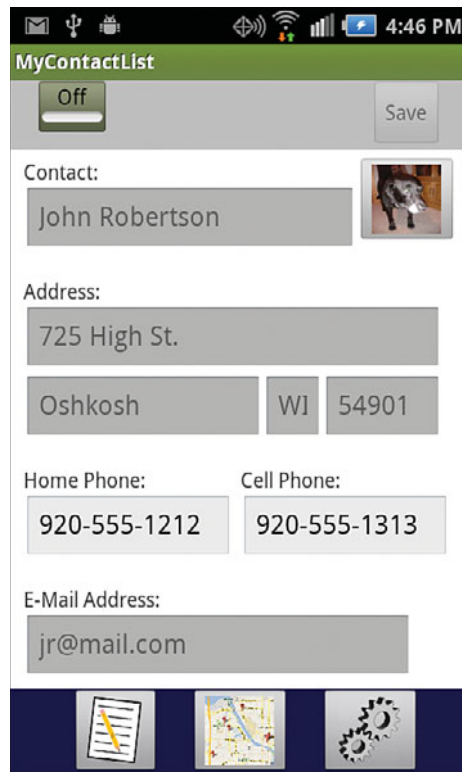 4:46 PM
MyContactList
Off
Save
Contact:
John Robertson
Address:
725 High St.
Oshkosh WI 54901
Home Phone: Cell Phone:
920-555-1212 920-555-1313
E-Mail Address:
jr@mail.com